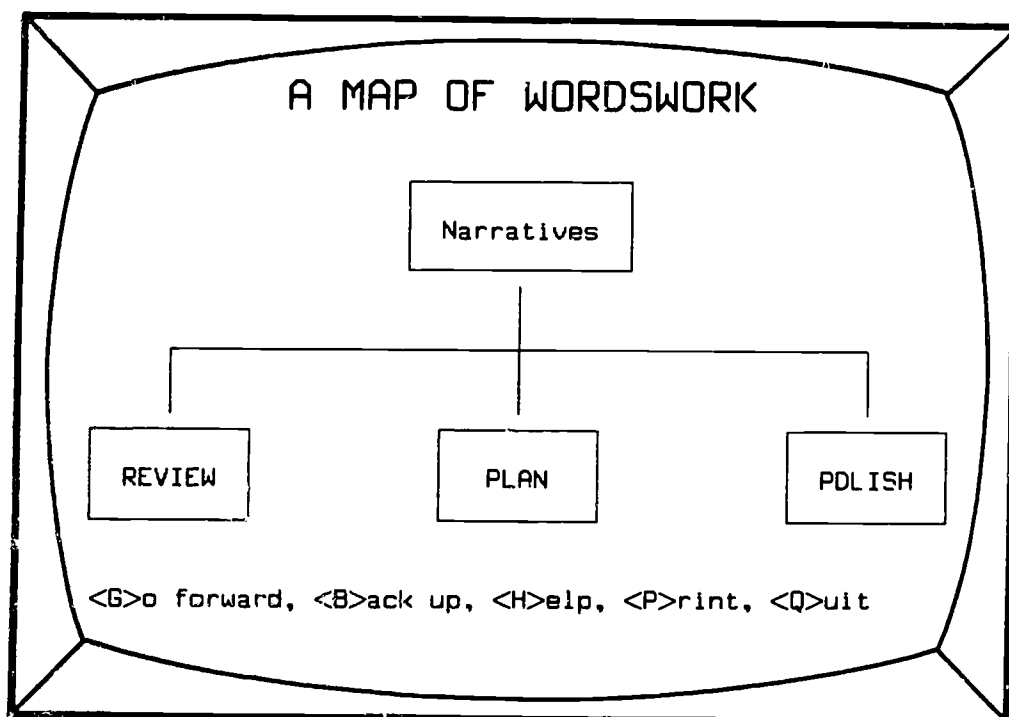 A MAP OF WORDSWORK
Narratives
REVIEW PLAN POLISH
<G>o forward, <B>ack up, <H>elp, <P>rint, <Q>uit